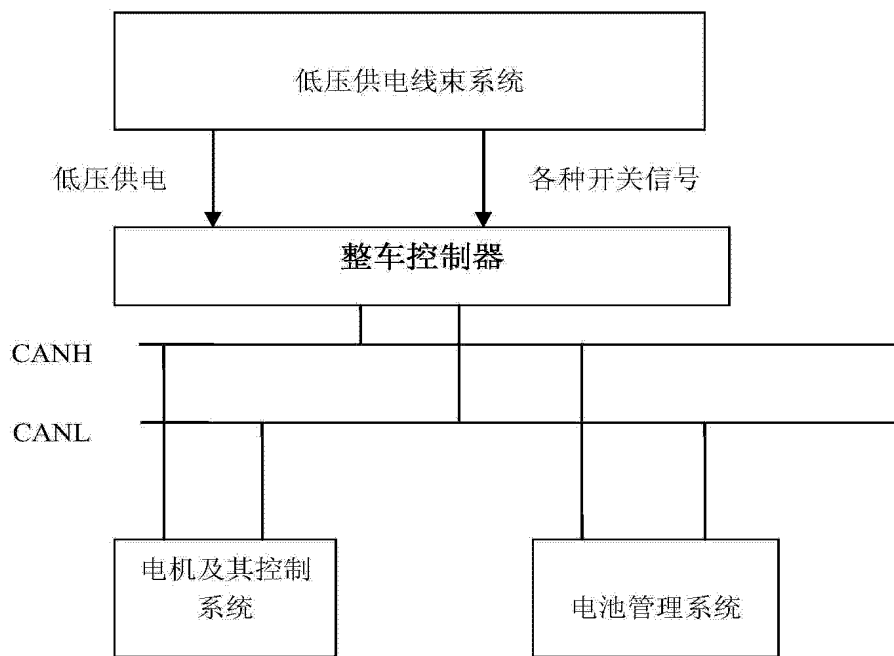 低压供电线束系统
低压供电
各种开关信号
整车控制器
CANH
CANL
电机及其控制
系统
电池管理系统